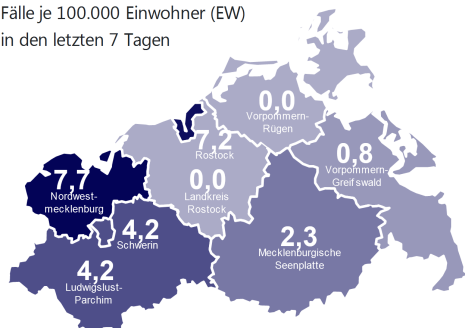 Fälle je 100.000 Einwohner (EW)
in den letzten 7 Tagen
0,0
Vorpommern-
Rügen
7,2
Rostock
0,8
Vorpommern-
Greifswald
7,7
Nordwest-
mecklenburg
0,0
Landkreis
Rostock
4,2
Schwerin
2,3
Mecklenburgische
Seenplatte
4,2
Ludwigslust-
Parchim